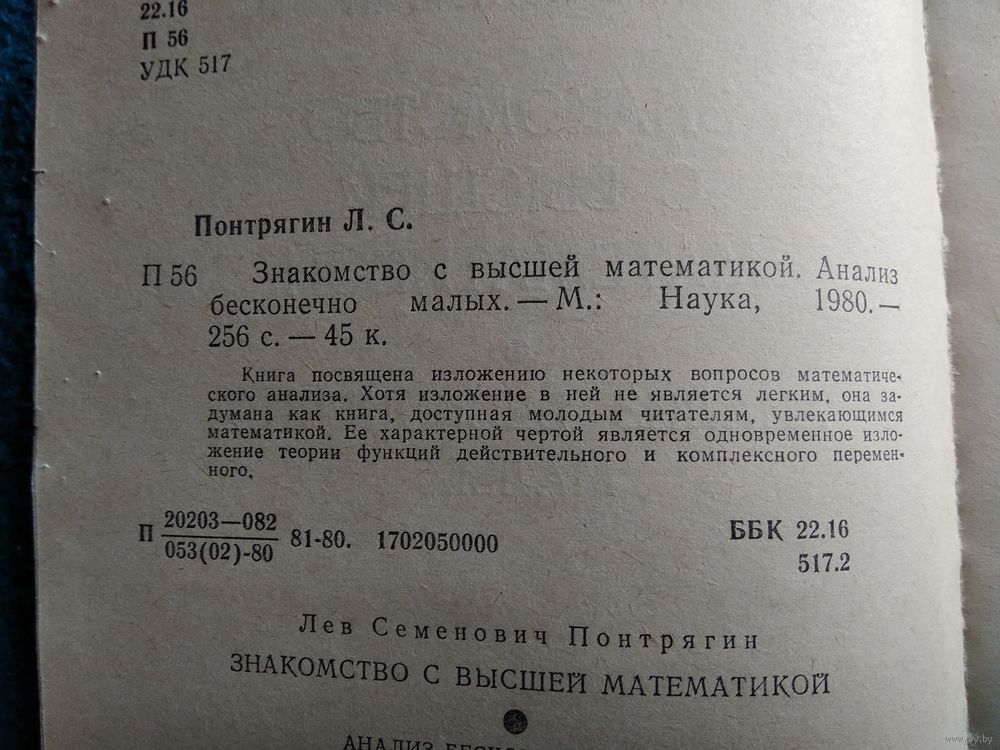 22.16
П 56
УДК 517
Понтрягин Л. С.
П 56 Знакомство с высшей математикой. Анализ
бесконечно малых. — М.: Наука, 1980. —
256 с. — 45 к.
Книга посвящена изложению некоторых вопросов математиче-
ского анализа. Хотя изложение в ней не является легким, она за-
думана как книга, доступная молодым читателям, увлекающимся
математикой. Ее характерной чертой является одновременное изло-
жение теории функций действительного и комплексного перемен-
ного.
П 20203—082
053(02)-80 81-80. 1702050000
ББК 22.16
517.2
Лев Семенович Понтрягин
ЗНАКОМСТВО С ВЫСШЕЙ МАТЕМАТИКОЙ
АНАЛИЗ